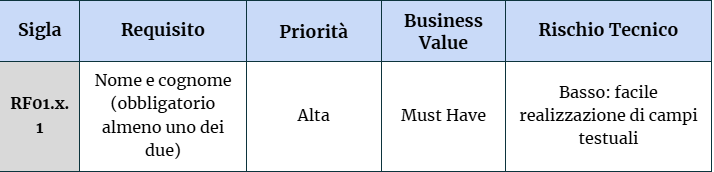 Sigla
Requisito
Priorità
Business
Value
Rischio Tecnico
RF01.x.
1
Nome e cognome
(obbligatorio
almeno uno dei
due)
Alta
Must Have
Basso: facile
realizzazione di campi
testuali